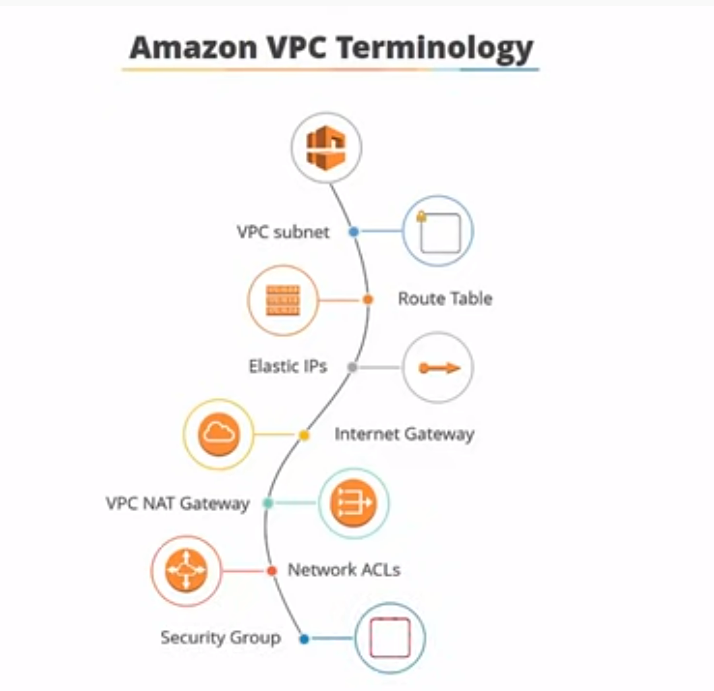 Amazon VPC Terminology
VPC subnet
Route Table
Elastic IPs
Internet Gateway
VPC NAT Gateway
Network ACLs
Security Group